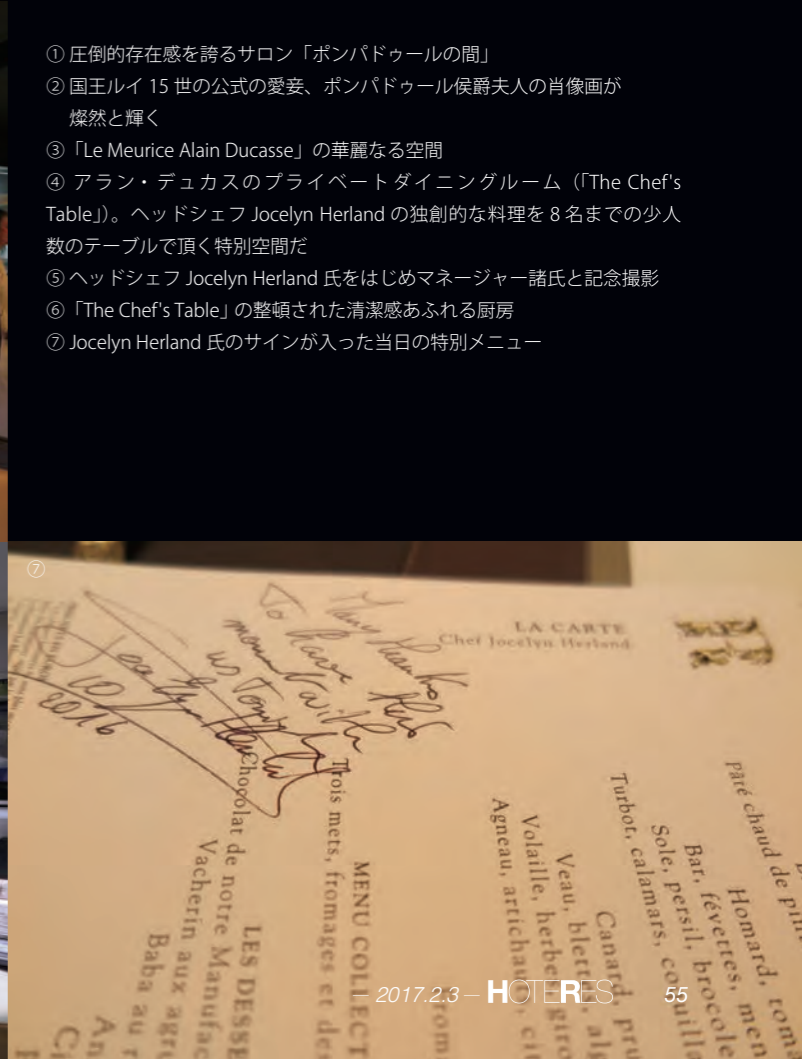 ① 圧倒的存在感を誇るサロン「ポンパドゥールの間」
② 国王ルイ 15 世の公式の愛妾、ポンパドゥール侯爵夫人の肖像画が
燦然と輝く
③「Le Meurice Alain Ducasse」の華麗なる空間
④ アラン・デュカスのプライベートダイニングルーム（「The Chef's
Table」）。ヘッドシェフ Jocelyn Herland の独創的な料理を 8 名までの少人
数のテーブルで頂く特別空間だ
⑤ ヘッドシェフ Jocelyn Herland 氏をはじめマネージャー諸氏と記念撮影
⑥「The Chef's Table」の整頓された清潔感あふれる厨房
⑦ Jocelyn Herland 氏のサインが入った当日の特別メニュー
⑦
LA CARTE
Chef Jocelyn Herland
Many Thanks
To have
moment with
us
Jocelyn Herland
2016
Pâté chaud de
Homard,
Bar, févettes,
Sole, persil,
Turbot, calamars,
Canard,
Veau,
Volaille,
Agneau,
MENU COLLECT
Trois mets, fromages et
LES DESSE
Chocolat de notre Manufac
Vacherin aux
Baba au
– 2017.2.3 – HOTERES 55